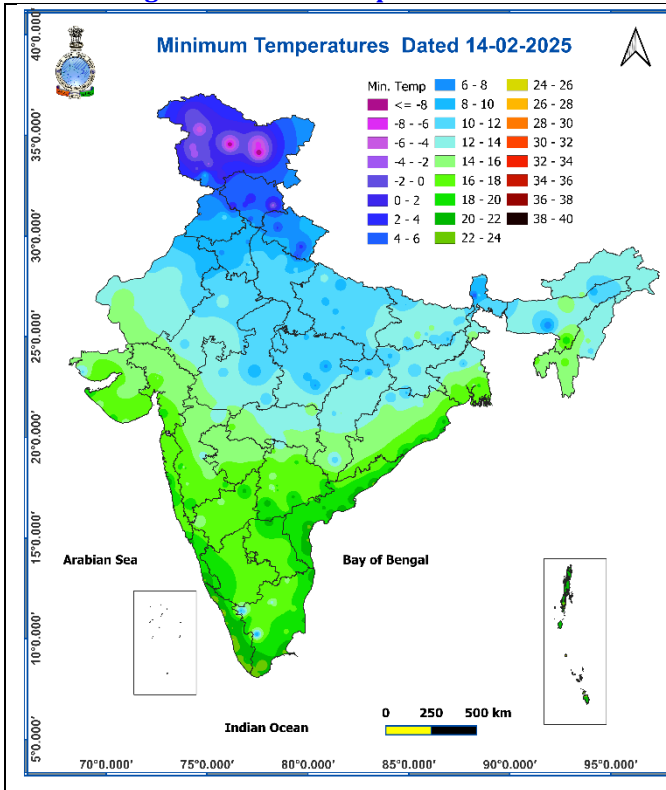 Minimum Temperatures Dated 14-02-2025
Min. Temp
<= -8
-8 - -6
-6 - -4
-4 - -2
-2 - 0
0 - 2
2 - 4
4 - 6
6 - 8
8 - 10
10 - 12
12 - 14
14 - 16
16 - 18
18 - 20
20 - 22
22 - 24
24 - 26
26 - 28
28 - 30
30 - 32
32 - 34
34 - 36
36 - 38
38 - 40
40°0.000'
35°0.000'
30°0.000'
25°0.000'
20°0.000'
15°0.000'
10°0.000'
5°0.000'
Arabian Sea
Bay of Bengal
Indian Ocean
0 250 500 km
70°0.000' 75°0.000' 80°0.000' 85°0.000' 90°0.000' 95°0.000'